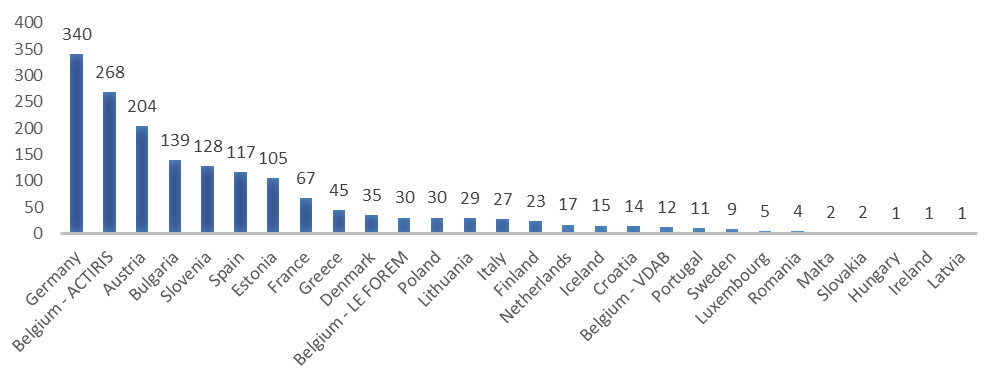 400
350
300
250
200
150
100
50
0
340
268
204
139
128
117
105
67
45
35
30
30
29
27
23
17
15
14
12
11
9
5
4
2
2
1
1
1
Germany
Belgium - ACTIRIS
Austria
Bulgaria
Slovenia
Spain
Estonia
France
Greece
Denmark
Belgium - LE FOREM
Poland
Lithuania
Italy
Finland
Netherlands
Iceland
Croatia
Belgium - VDAB
Portugal
Sweden
Luxembourg
Romania
Malta
Slovakia
Hungary
Ireland
Latvia